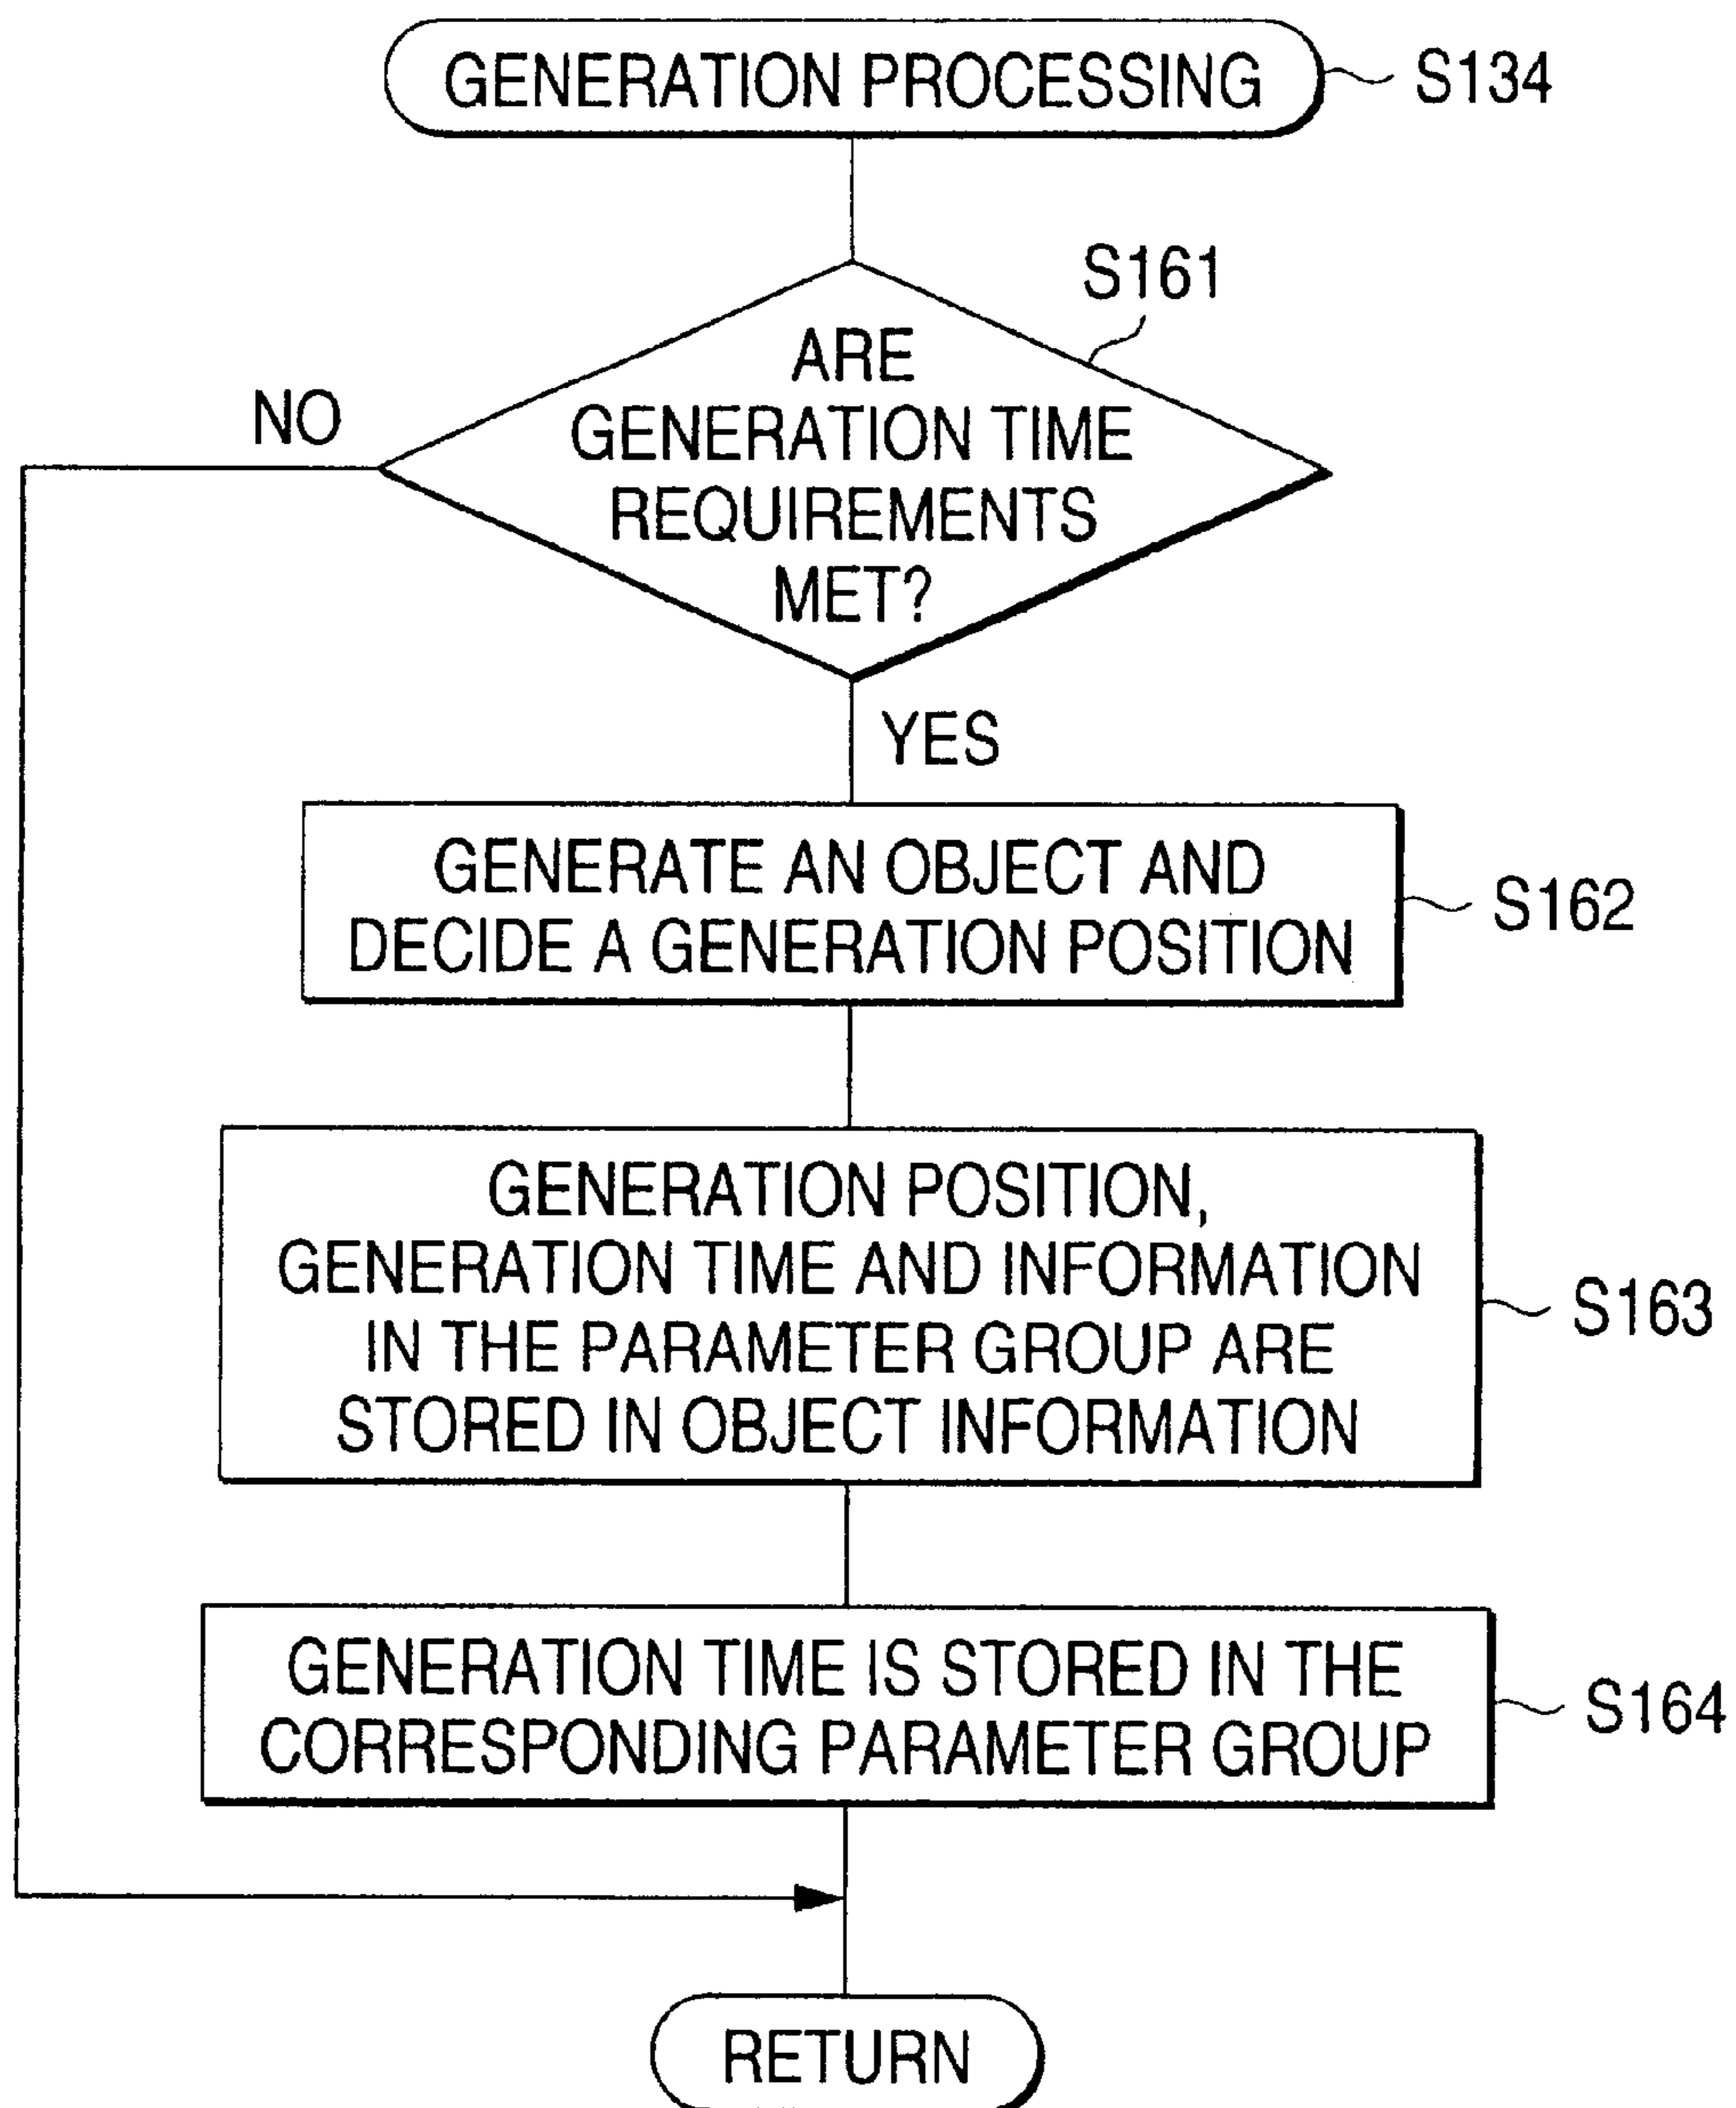 GENERATION PROCESSING
S134
S161
ARE
GENERATION TIME
REQUIREMENTS
MET?
NO
YES
GENERATE AN OBJECT AND
DECIDE A GENERATION POSITION
S162
GENERATION POSITION,
GENERATION TIME AND INFORMATION
IN THE PARAMETER GROUP ARE
STORED IN OBJECT INFORMATION
S163
GENERATION TIME IS STORED IN THE
CORRESPONDING PARAMETER GROUP
S164
RETURN